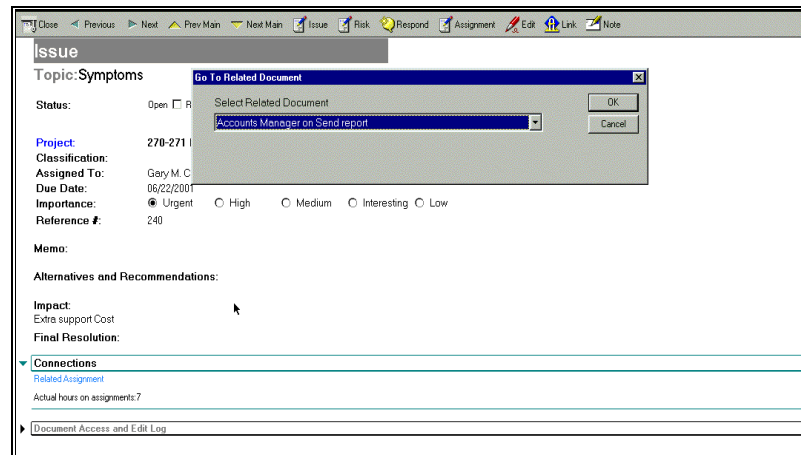 Close Previous Next Prev Main Next Main Issue Risk Respond Assignment Edit Link Note
Issue
Topic:Symptoms
Go To Related Document
Select Related Document
OK
Accounts Manager on Send report
Cancel
Status: Open R
Project: 270-271
Classification:
Assigned To: Gary M. C
Due Date: 06/22/2001
Importance: Urgent High Medium Interesting Low
Reference #: 240
Memo:
Alternatives and Recommendations:
Impact:
Extra support Cost
Final Resolution:
Connections
Related Assignment
Actual hours on assignments:7
Document Access and Edit Log